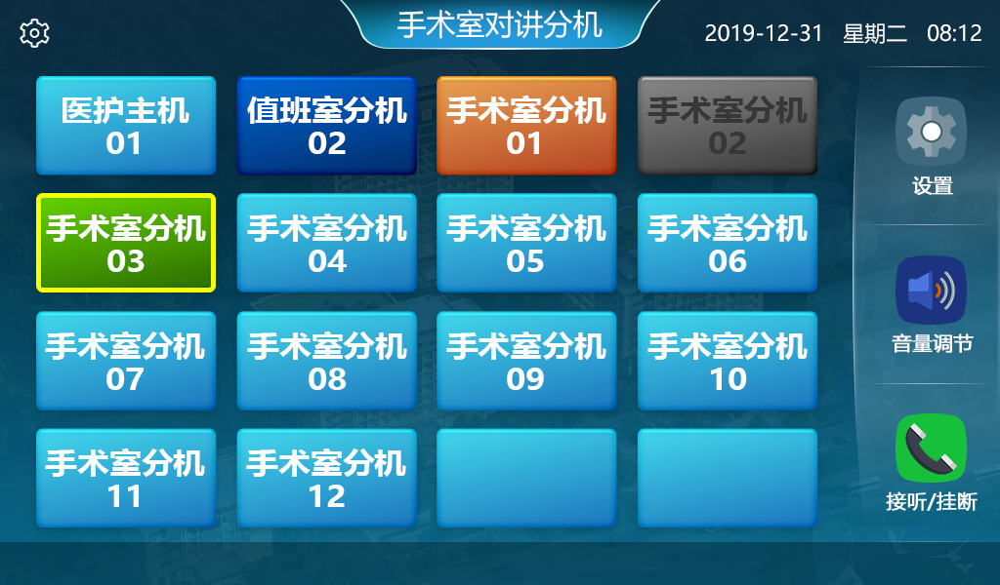 手术室对讲分机
2019-12-31 星期二 08:12
医护主机
01
值班室分机
02
手术室分机
01
手术室分机
02
设置
手术室分机
03
手术室分机
04
手术室分机
05
手术室分机
06
音量调节
手术室分机
07
手术室分机
08
手术室分机
09
手术室分机
10
手术室分机
11
手术室分机
12
接听/挂断